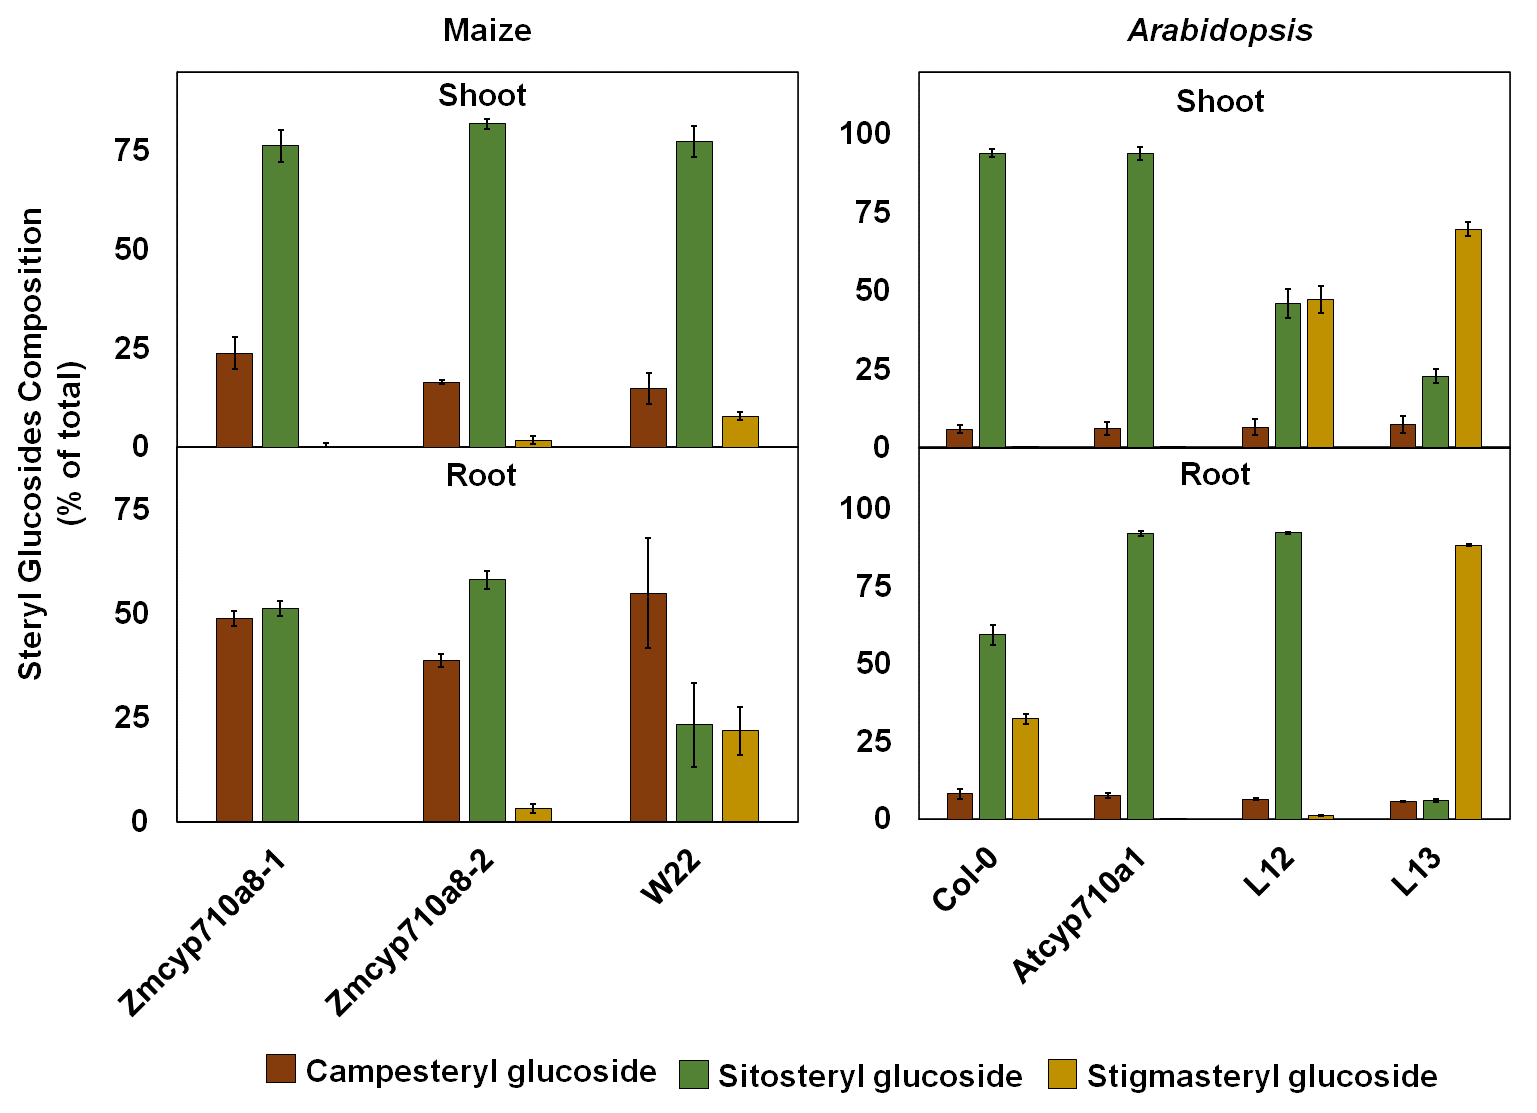 Maize
Arabidopsis
Steryl Glucosides Composition
(% of total)
Shoot
75
50
25
0
Root
75
50
25
0
Zmcyp710a8-1
Zmcyp710a8-2
W22
Shoot
100
75
50
25
0
Root
100
75
50
25
0
Col-0
Atcyp710a1
L12
L13
Campesteryl glucoside
Sitosteryl glucoside
Stigmasteryl glucoside